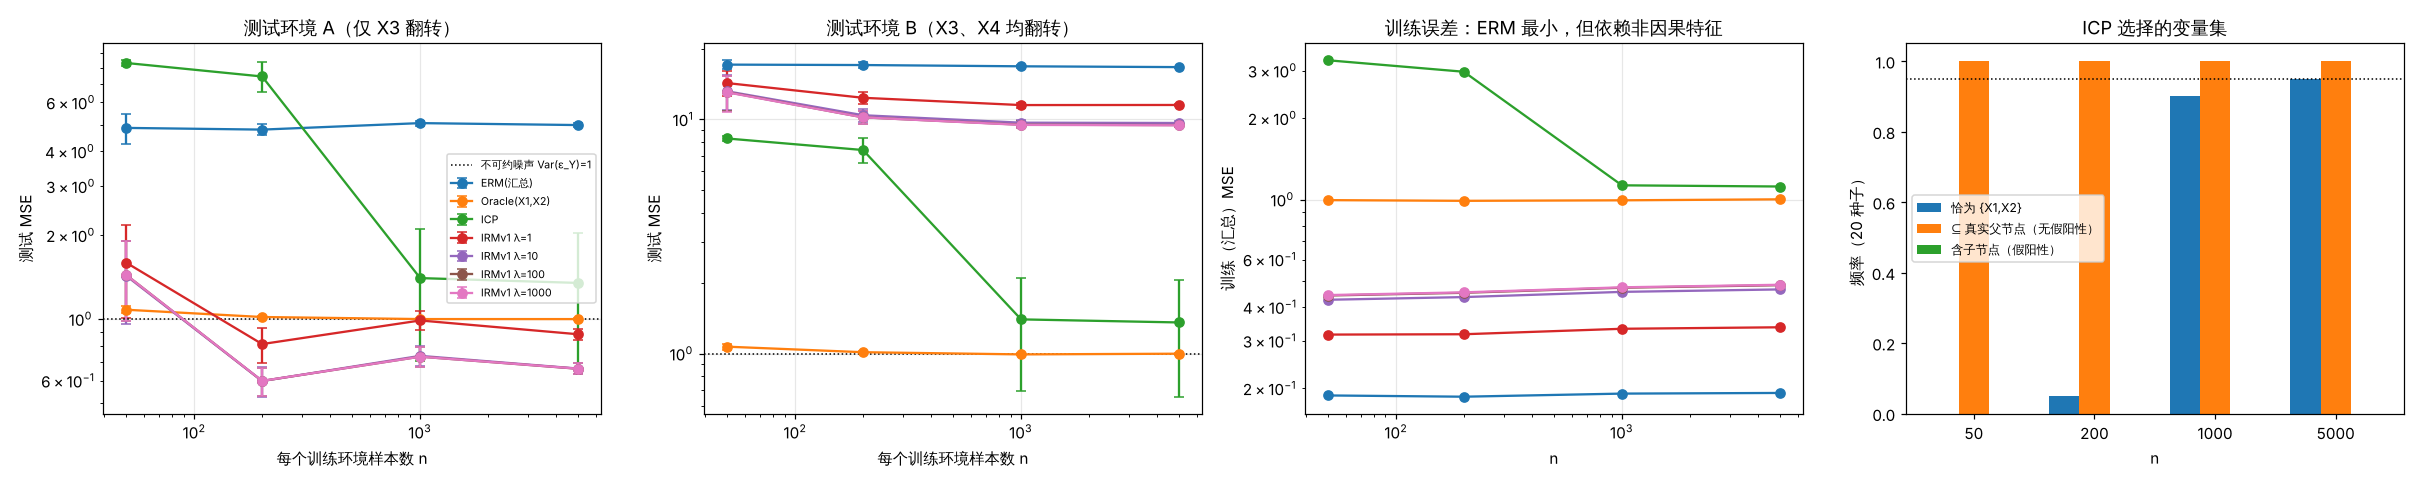 测试环境 A（仅 X3 翻转）
测试 MSE
6 × 10⁰
4 × 10⁰
3 × 10⁰
2 × 10⁰
10⁰
6 × 10⁻¹
10²
10³
每个训练环境样本数 n
不可约噪声 Var(ε_Y)=1
ERM(汇总)
Oracle(X1,X2)
ICP
IRMv1 λ=1
IRMv1 λ=10
IRMv1 λ=100
IRMv1 λ=1000
测试环境 B（X3、X4 均翻转）
测试 MSE
10¹
10⁰
10²
10³
每个训练环境样本数 n
训练误差：ERM 最小，但依赖非因果特征
训练（汇总）MSE
3 × 10⁰
2 × 10⁰
10⁰
6 × 10⁻¹
4 × 10⁻¹
3 × 10⁻¹
2 × 10⁻¹
10²
10³
n
ICP 选择的变量集
频率（20 种子）
1.0
0.8
0.6
0.4
0.2
0.0
恰为 {X1,X2}
⊆ 真实父节点（无假阳性）
含子节点（假阳性）
50
200
1000
5000
n